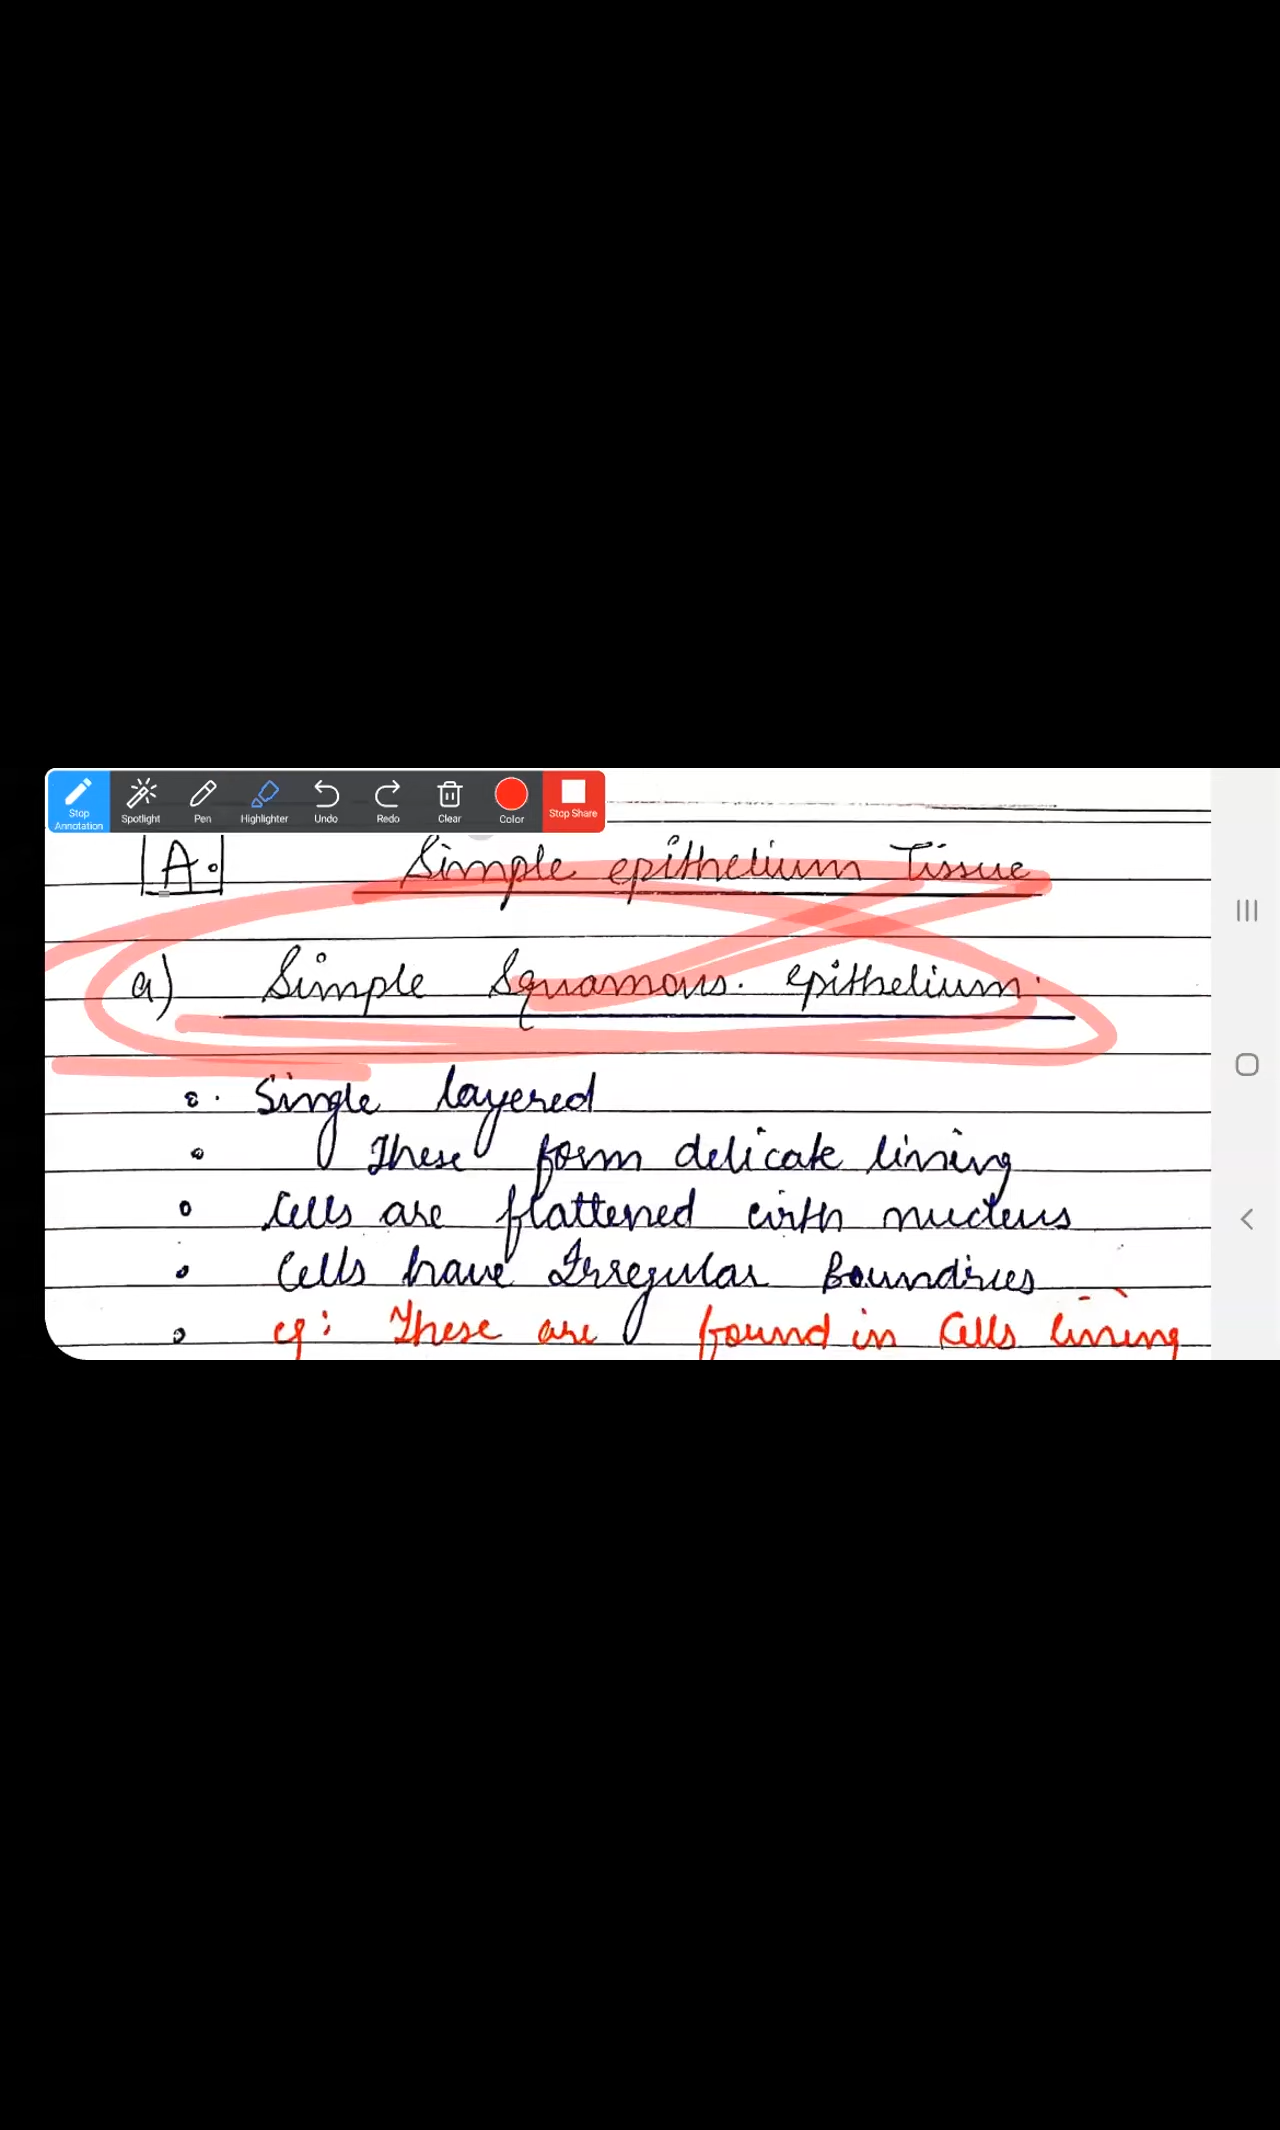 Stop Annotation Spotlight Pen Highlighter Undo Redo Clear Color Stop Share
A. Simple epithelium Tissue
a) Simple Squamous. epithelium.
Single layered
These form delicate lining
Cells are flattened with nucleus
Cells have Irregular Boundries
eg: These are found in Cells lining